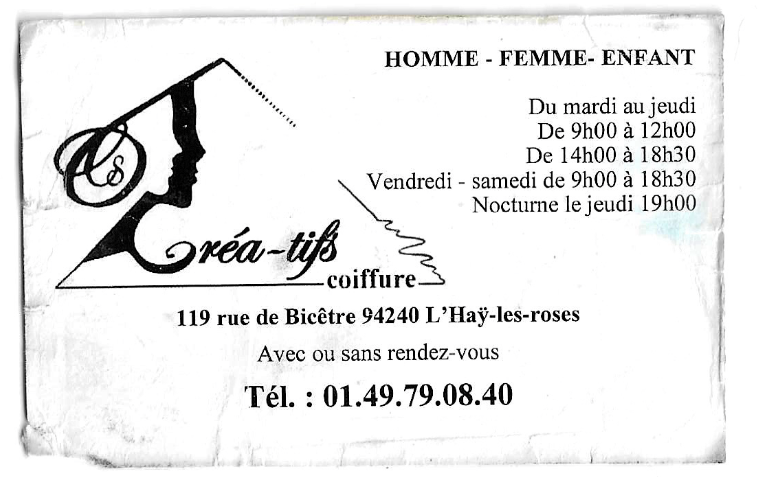 HOMME - FEMME- ENFANT
Du mardi au jeudi
De 9h00 à 12h00
De 14h00 à 18h30
Vendredi - samedi de 9h00 à 18h30
Nocturne le jeudi 19h00
Créa-tifs
coiffure
119 rue de Bicêtre 94240 L'Haÿ-les-roses
Avec ou sans rendez-vous
Tél. : 01.49.79.08.40